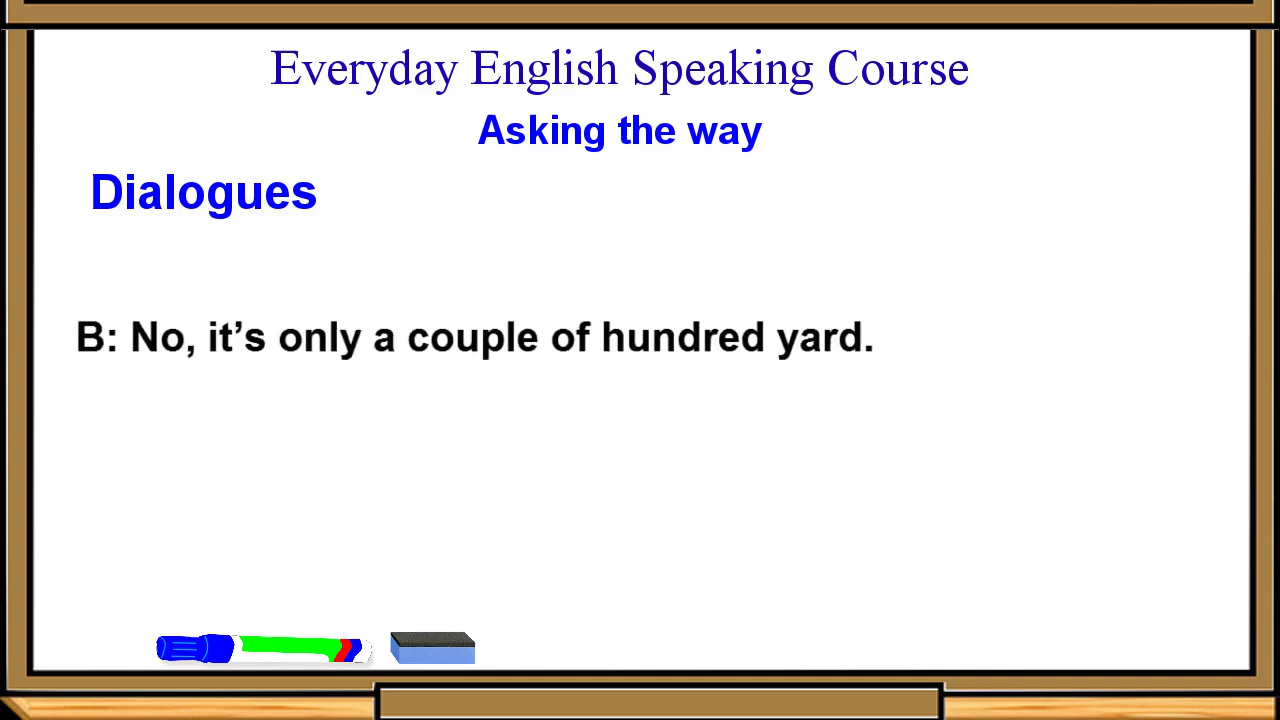 Everyday English Speaking Course
Asking the way
Dialogues
B: No, it’s only a couple of hundred yard.